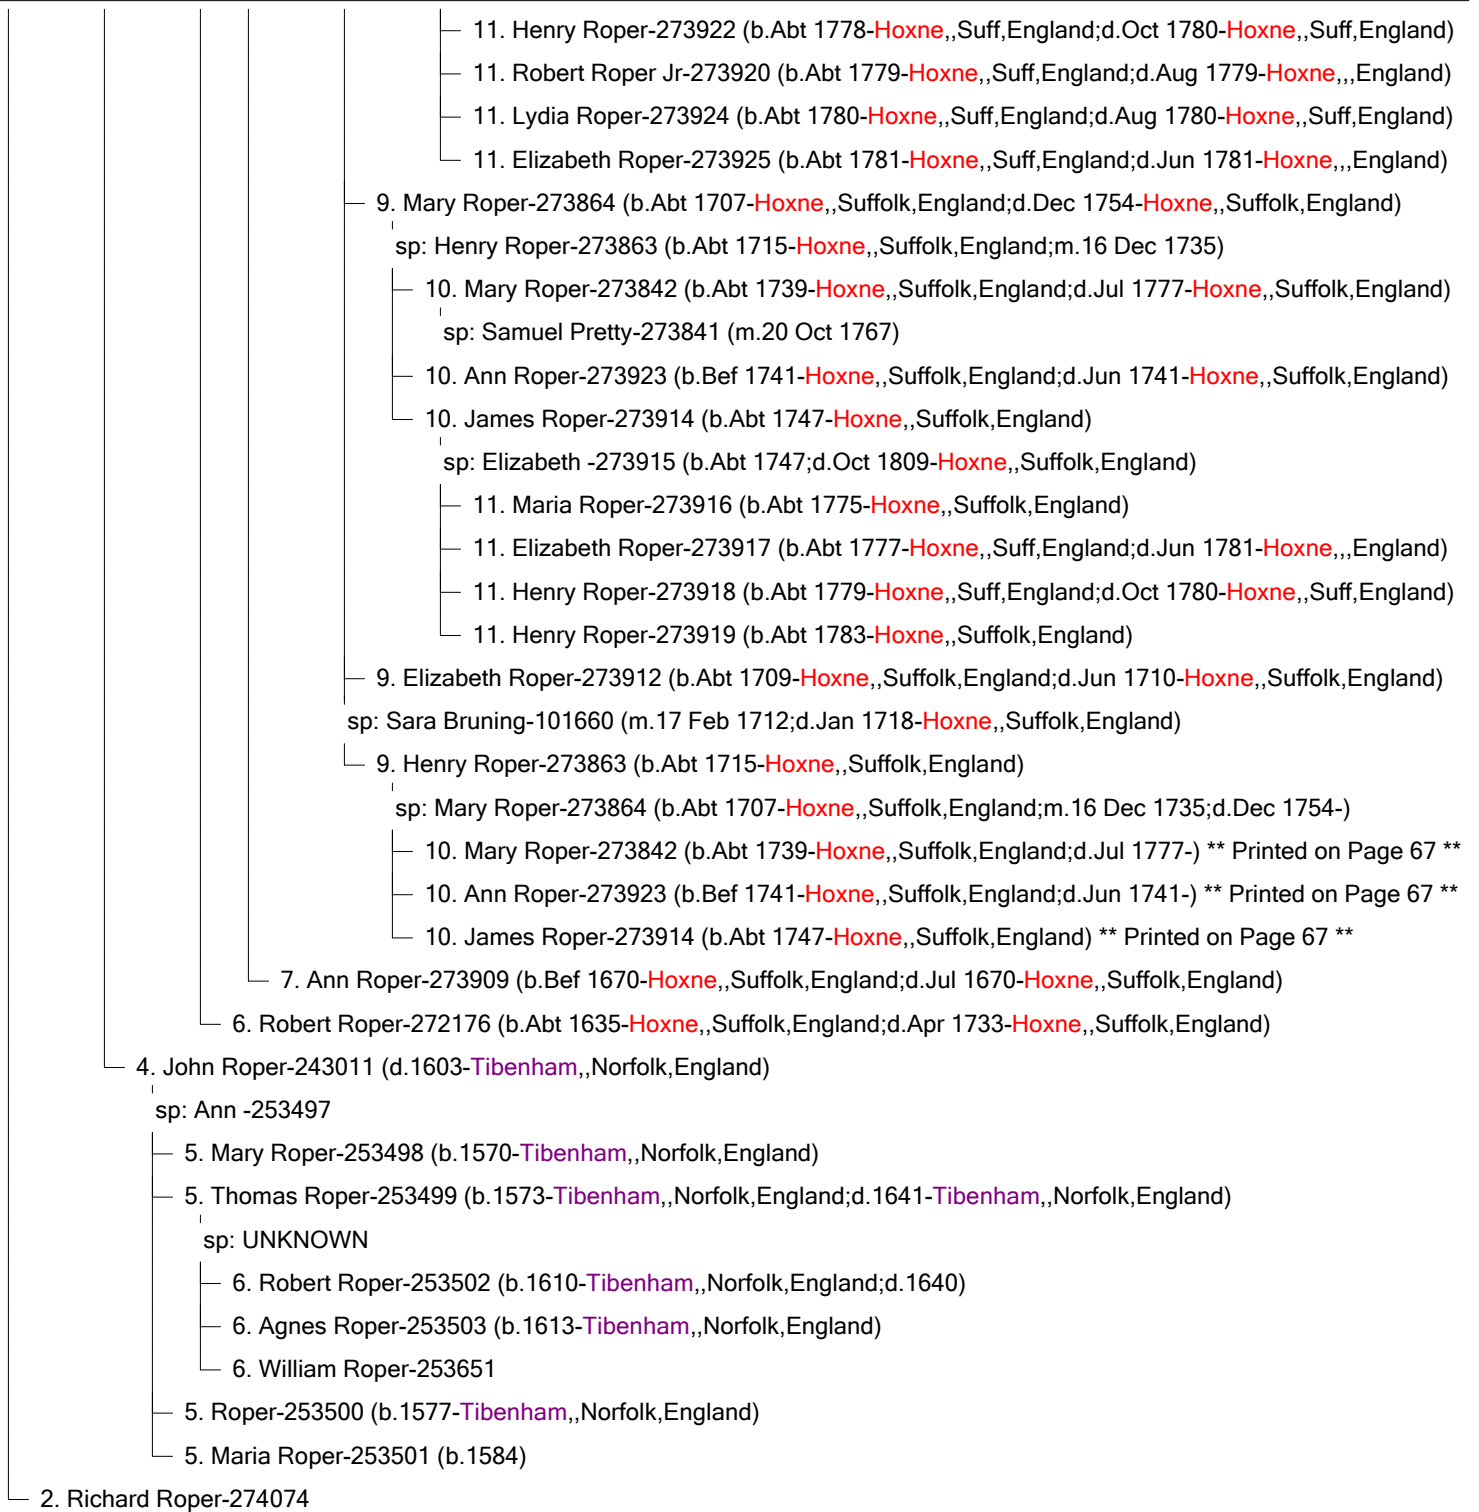 11. Henry Roper-273922 (b.Abt 1778-Hoxne,,Suff,England;d.Oct 1780-Hoxne,,Suff,England)
11. Robert Roper Jr-273920 (b.Abt 1779-Hoxne,,Suff,England;d.Aug 1779-Hoxne,,,England)
11. Lydia Roper-273924 (b.Abt 1780-Hoxne,,Suff,England;d.Aug 1780-Hoxne,,Suff,England)
11. Elizabeth Roper-273925 (b.Abt 1781-Hoxne,,Suff,England;d.Jun 1781-Hoxne,,,England)
9. Mary Roper-273864 (b.Abt 1707-Hoxne,,Suffolk,England;d.Dec 1754-Hoxne,,Suffolk,England)
sp: Henry Roper-273863 (b.Abt 1715-Hoxne,,Suffolk,England;m.16 Dec 1735)
10. Mary Roper-273842 (b.Abt 1739-Hoxne,,Suffolk,England;d.Jul 1777-Hoxne,,Suffolk,England)
sp: Samuel Pretty-273841 (m.20 Oct 1767)
10. Ann Roper-273923 (b.Bef 1741-Hoxne,,Suffolk,England;d.Jun 1741-Hoxne,,Suffolk,England)
10. James Roper-273914 (b.Abt 1747-Hoxne,,Suffolk,England)
sp: Elizabeth -273915 (b.Abt 1747;d.Oct 1809-Hoxne,,Suffolk,England)
11. Maria Roper-273916 (b.Abt 1775-Hoxne,,Suffolk,England)
11. Elizabeth Roper-273917 (b.Abt 1777-Hoxne,,Suff,England;d.Jun 1781-Hoxne,,,England)
11. Henry Roper-273918 (b.Abt 1779-Hoxne,,Suff,England;d.Oct 1780-Hoxne,,Suff,England)
11. Henry Roper-273919 (b.Abt 1783-Hoxne,,Suffolk,England)
9. Elizabeth Roper-273912 (b.Abt 1709-Hoxne,,Suffolk,England;d.Jun 1710-Hoxne,,Suffolk,England)
sp: Sara Bruning-101660 (m.17 Feb 1712;d.Jan 1718-Hoxne,,Suffolk,England)
9. Henry Roper-273863 (b.Abt 1715-Hoxne,,Suffolk,England)
sp: Mary Roper-273864 (b.Abt 1707-Hoxne,,Suffolk,England;m.16 Dec 1735;d.Dec 1754-)
10. Mary Roper-273842 (b.Abt 1739-Hoxne,,Suffolk,England;d.Jul 1777-) ** Printed on Page 67 **
10. Ann Roper-273923 (b.Bef 1741-Hoxne,,Suffolk,England;d.Jun 1741-) ** Printed on Page 67 **
10. James Roper-273914 (b.Abt 1747-Hoxne,,Suffolk,England) ** Printed on Page 67 **
7. Ann Roper-273909 (b.Bef 1670-Hoxne,,Suffolk,England;d.Jul 1670-Hoxne,,Suffolk,England)
6. Robert Roper-272176 (b.Abt 1635-Hoxne,,Suffolk,England;d.Apr 1733-Hoxne,,Suffolk,England)
4. John Roper-243011 (d.1603-Tibenham,,Norfolk,England)
sp: Ann -253497
5. Mary Roper-253498 (b.1570-Tibenham,,Norfolk,England)
5. Thomas Roper-253499 (b.1573-Tibenham,,Norfolk,England;d.1641-Tibenham,,Norfolk,England)
sp: UNKNOWN
6. Robert Roper-253502 (b.1610-Tibenham,,Norfolk,England;d.1640)
6. Agnes Roper-253503 (b.1613-Tibenham,,Norfolk,England)
6. William Roper-253651
5. Roper-253500 (b.1577-Tibenham,,Norfolk,England)
5. Maria Roper-253501 (b.1584)
2. Richard Roper-274074